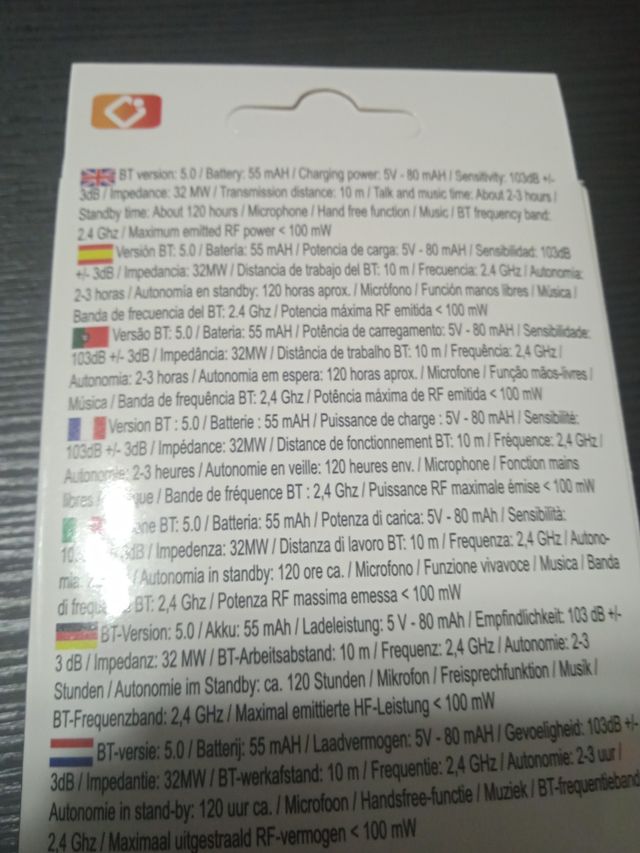 BT version: 5.0 / Battery: 55 mAH / Charging power: 5V - 80 mAH / Sensitivity: 103dB +/-
3dB / Impedance: 32 MW / Transmission distance: 10 m / Talk and music time: About 2-3 hours /
Standby time: About 120 hours / Microphone / Hand free function / Music / BT frequency band:
2.4 Ghz / Maximum emitted RF power < 100 mW
Versión BT: 5.0 / Batería: 55 mAH / Potencia de carga: 5V - 80 mAH / Sensibilidad: 103dB
+/- 3dB / Impedancia: 32MW / Distancia de trabajo del BT: 10 m / Frecuencia: 2.4 GHz / Autonomia:
2-3 horas / Autonomia en standby: 120 horas aprox. / Micrófono / Función manos libres / Música /
Banda de frecuencia del BT: 2.4 Ghz / Potencia máxima RF emitida < 100 mW
Versão BT: 5.0 / Bateria: 55 mAH / Potência de carregamento: 5V - 80 mAH / Sensibilidade:
103dB +/- 3dB / Impedância: 32MW / Distância de trabalho BT: 10 m / Frequência: 2,4 GHz /
Autonomia: 2-3 horas / Autonomia em espera: 120 horas aprox. / Microfone / Função mãos-livres /
Música / Banda de frequência BT: 2,4 Ghz / Potência máxima de RF emitida < 100 mW
Version BT : 5.0 / Batterie : 55 mAH / Puissance de charge : 5V - 80 mAH / Sensibilité:
103dB +/- 3dB / Impédance: 32MW / Distance de fonctionnement BT: 10 m / Fréquence: 2,4 GHz /
Autonomie: 2-3 heures / Autonomie en veille: 120 heures env. / Microphone / Fonction mains
libres / / Bande de fréquence BT : 2,4 Ghz / Puissance RF maximale émise < 100 mW
BT: 5.0 / Batteria: 55 mAh / Potenza di carica: 5V - 80 mAh / Sensibilità:
3dB / Impedenza: 32MW / Distanza di lavoro BT: 10 m / Frequenza: 2,4 GHz / Autono-
mia: / Autonomia in standby: 120 ore ca. / Microfono / Funzione vivavoce / Musica / Banda
di BT: 2,4 Ghz / Potenza RF massima emessa < 100 mW
BT-Version: 5.0 / Akku: 55 mAH / Ladeleistung: 5 V - 80 mAH / Empfindlichkeit: 103 dB +/-
3 dB / Impedanz: 32 MW / BT-Arbeitsabstand: 10 m / Frequenz: 2,4 GHz / Autonomie: 2-3
Stunden / Autonomie im Standby: ca. 120 Stunden / Mikrofon / Freisprechfunktion / Musik /
BT-Frequenzband: 2,4 GHz / Maximal emittierte HF-Leistung < 100 mW
BT-versie: 5.0 / Batterij: 55 mAH / Laadvermogen: 5V - 80 mAH / Gevoeligheid: 103dB +/-
3dB / Impedantie: 32MW / BT-werkafstand: 10 m / Frequentie: 2,4 GHz / Autonomie: 2-3 uur /
Autonomie in stand-by: 120 uur ca. / Microfoon / Handsfree-functie / Muziek / BT-frequentieband
2,4 Ghz / Maximaal uitgestraald RF-vermogen < 100 mW